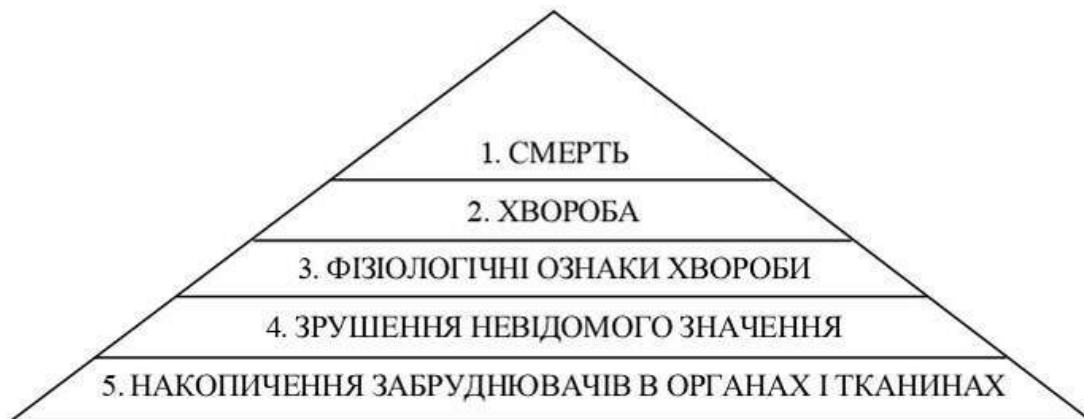 1. СМЕРТЬ
2. ХВОРОБА
3. ФІЗІОЛОГІЧНІ ОЗНАКИ ХВОРОБИ
4. ЗРУШЕННЯ НЕВІДОМОГО ЗНАЧЕННЯ
5. НАКОПИЧЕННЯ ЗАБРУДНЮВАЧІВ В ОРГАНАХ І ТКАНИНАХ